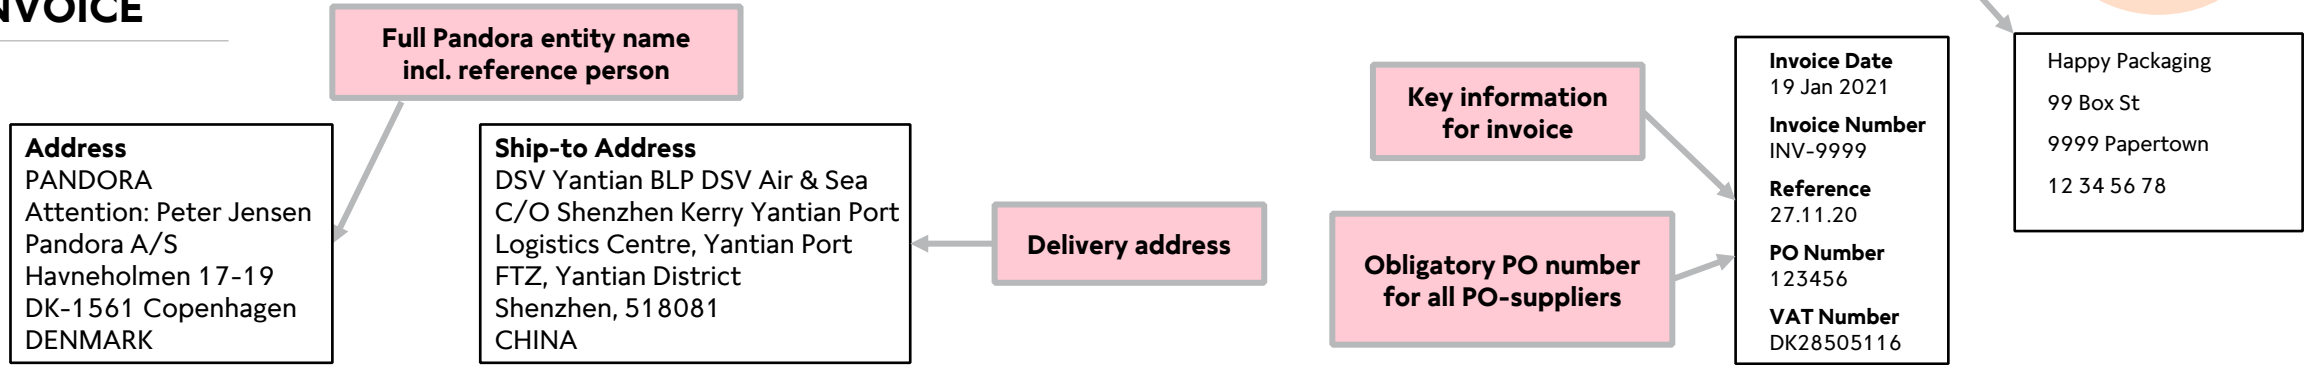 NVOICE
Full Pandora entity name
incl. reference person
Address
PANDORA
Attention: Peter Jensen
Pandora A/S
Havneholmen 17-19
DK-1561 Copenhagen
DENMARK
Ship-to Address
DSV Yantian BLP DSV Air & Sea
C/O Shenzhen Kerry Yantian Port
Logistics Centre, Yantian Port
FTZ, Yantian District
Shenzhen, 518081
CHINA
Delivery address
Key information
for invoice
Obligatory PO number
for all PO-suppliers
Invoice Date
19 Jan 2021
Invoice Number
INV-9999
Reference
27.11.20
PO Number
123456
VAT Number
DK28505116
Happy Packaging
99 Box St
9999 Papertown
12 34 56 78